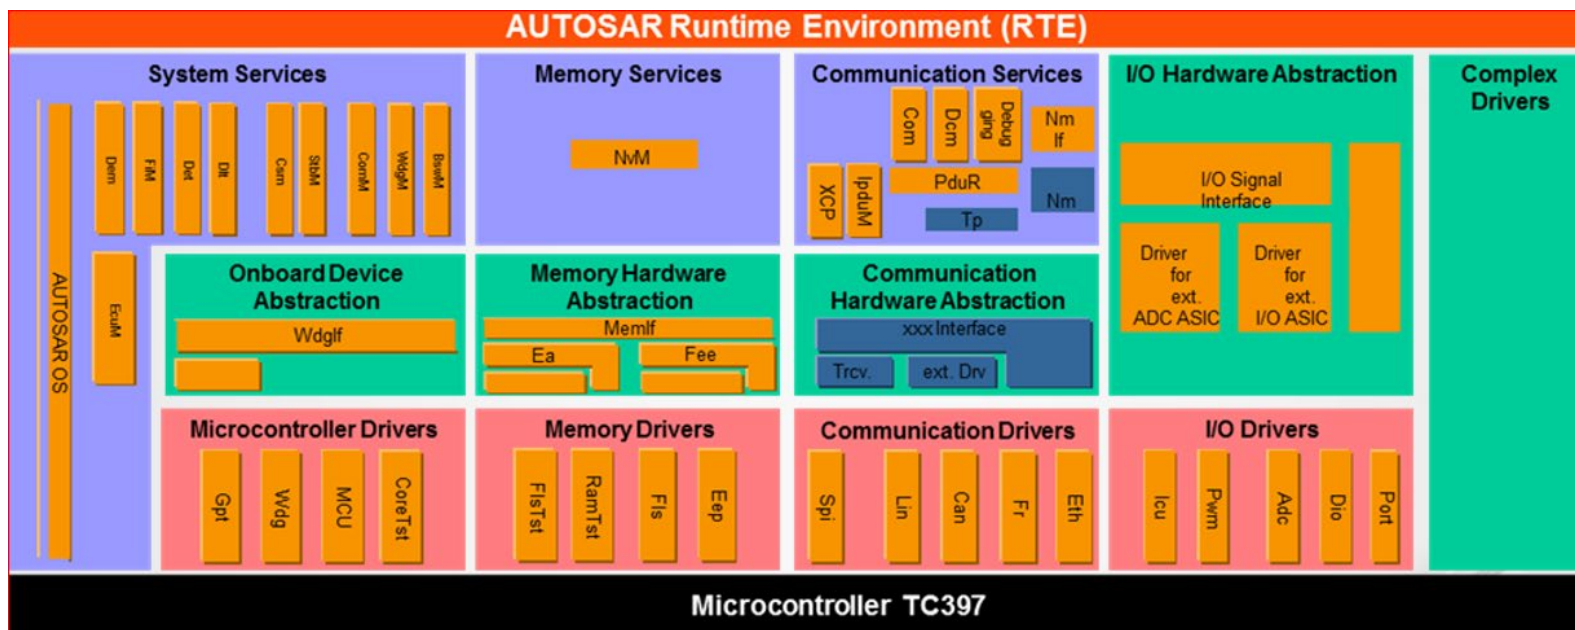 AUTOSAR Runtime Environment (RTE)
System Services
AUTOSAR OS
Dem
FiM
Det
Dlt
Csm
StbM
ComM
WdgM
BswM
EcuM
Memory Services
NvM
Communication Services
XCP
IpduM
Com
Dcm
Debug
ging
Nm
If
PduR
Nm
Tp
I/O Hardware Abstraction
I/O Signal
Interface
Driver
for
ext.
ADC ASIC
Driver
for
ext.
I/O ASIC
Complex
Drivers
Onboard Device
Abstraction
WdgIf
Memory Hardware
Abstraction
MemIf
Ea
Fee
Communication
Hardware Abstraction
xxx Interface
Trcv.
ext. Drv
Microcontroller Drivers
Gpt
Wdg
MCU
CoreTst
Memory Drivers
FlsTst
RamTst
Fls
Eep
Communication Drivers
Spi
Lin
Can
Fr
Eth
I/O Drivers
Icu
Pwm
Adc
Dio
Port
Microcontroller TC397